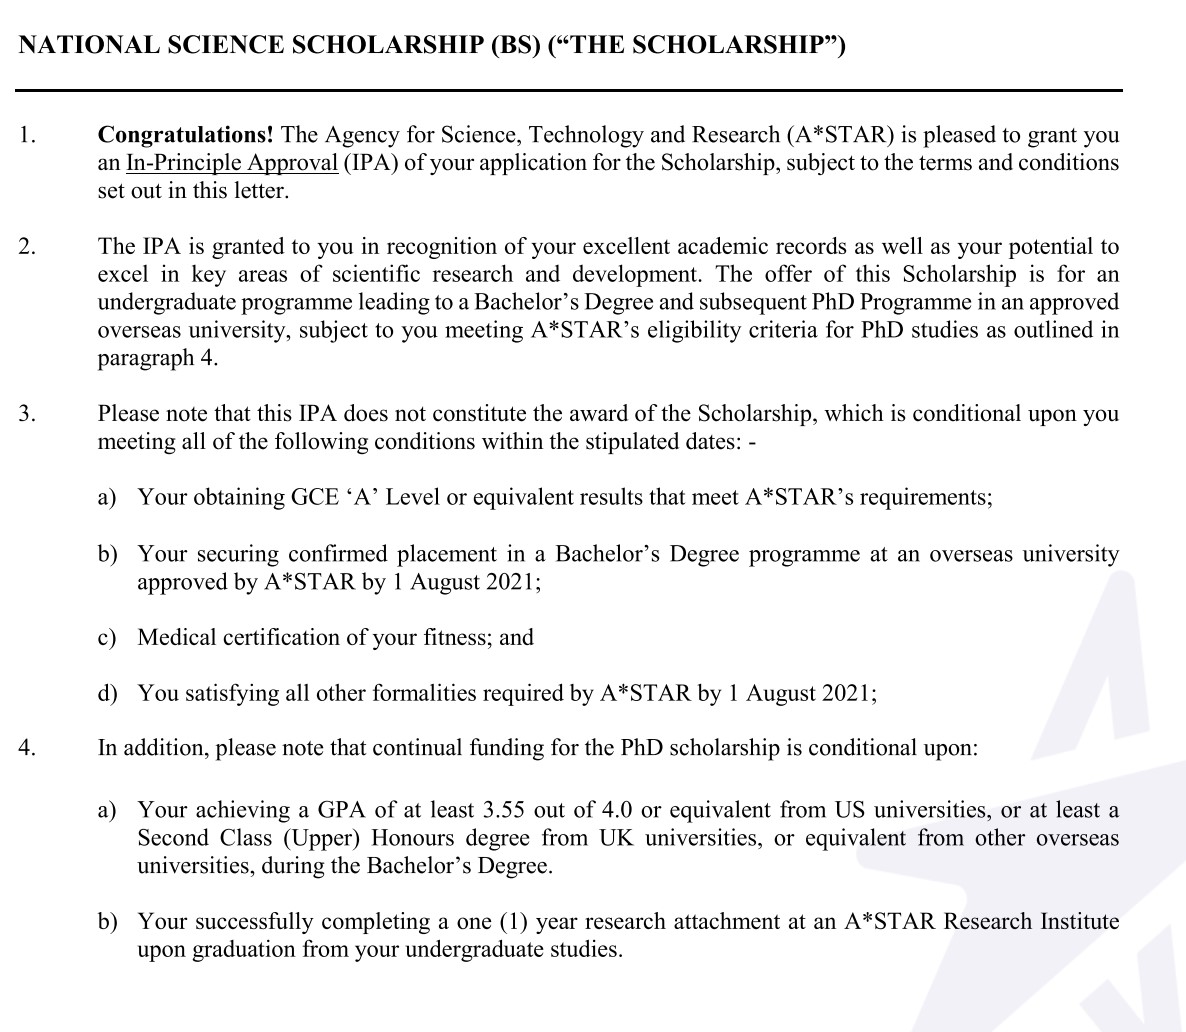 NATIONAL SCIENCE SCHOLARSHIP (BS) (“THE SCHOLARSHIP”)
1. Congratulations! The Agency for Science, Technology and Research (A*STAR) is pleased to grant you
an In-Principle Approval (IPA) of your application for the Scholarship, subject to the terms and conditions
set out in this letter.
2. The IPA is granted to you in recognition of your excellent academic records as well as your potential to
excel in key areas of scientific research and development. The offer of this Scholarship is for an
undergraduate programme leading to a Bachelor’s Degree and subsequent PhD Programme in an approved
overseas university, subject to you meeting A*STAR’s eligibility criteria for PhD studies as outlined in
paragraph 4.
3. Please note that this IPA does not constitute the award of the Scholarship, which is conditional upon you
meeting all of the following conditions within the stipulated dates: -
a) Your obtaining GCE ‘A’ Level or equivalent results that meet A*STAR’s requirements;
b) Your securing confirmed placement in a Bachelor’s Degree programme at an overseas university
approved by A*STAR by 1 August 2021;
c) Medical certification of your fitness; and
d) You satisfying all other formalities required by A*STAR by 1 August 2021;
4. In addition, please note that continual funding for the PhD scholarship is conditional upon:
a) Your achieving a GPA of at least 3.55 out of 4.0 or equivalent from US universities, or at least a
Second Class (Upper) Honours degree from UK universities, or equivalent from other overseas
universities, during the Bachelor’s Degree.
b) Your successfully completing a one (1) year research attachment at an A*STAR Research Institute
upon graduation from your undergraduate studies.